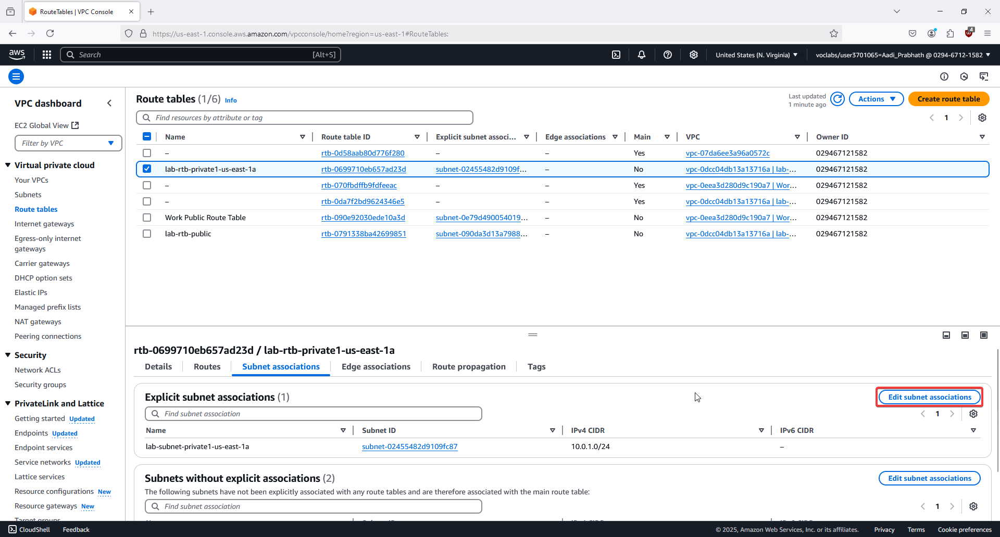 RouteTables | VPC Console
https://us-east-1.console.aws.amazon.com/vpcconsole/home?region=us-east-1#RouteTables:
4
aws
Search
[Alt+S]
United States (N. Virginia)
voclabs/user3701065=Aadi_Prabhath @ 0294-6712-1582
VPC dashboard
EC2 Global View
Filter by VPC
Virtual private cloud
Your VPCs
Subnets
Route tables
Internet gateways
Egress-only internet
gateways
Carrier gateways
DHCP option sets
Elastic IPs
Managed prefix lists
NAT gateways
Peering connections
Security
Network ACLs
Security groups
PrivateLink and Lattice
Getting started Updated
Endpoints Updated
Endpoint services
Service networks Updated
Lattice services
Resource configurations New
Resource gateways New
Target groups
Route tables (1/6) Info
Last updated
1 minute ago
Actions
Create route table
Find resources by attribute or tag
1
Name Route table ID Explicit subnet associ... Edge associations Main VPC Owner ID
– rtb-0d58aab80d776f280 – – Yes vpc-07da6ee3a96a0572c 029467121582
lab-rtb-private1-us-east-1a rtb-0699710eb657ad23d subnet-02455482d9109f... – No vpc-0dcc04db13a13716a | lab-... 029467121582
– rtb-070fbdffb9fdfeeac – – Yes vpc-0eea3d280d9c190a7 | Wor... 029467121582
– rtb-0da7f2bd9624346e5 – – Yes vpc-0dcc04db13a13716a | lab-... 029467121582
Work Public Route Table rtb-090e92030ede10a3d subnet-0e79d490054019... – No vpc-0eea3d280d9c190a7 | Wor... 029467121582
lab-rtb-public rtb-0791338ba42699851 subnet-090da3d13a7988... – No vpc-0dcc04db13a13716a | lab-... 029467121582
rtb-0699710eb657ad23d / lab-rtb-private1-us-east-1a
Details Routes Subnet associations Edge associations Route propagation Tags
Explicit subnet associations (1)
Edit subnet associations
Find subnet association
1
Name Subnet ID IPv4 CIDR IPv6 CIDR
lab-subnet-private1-us-east-1a subnet-02455482d9109fc87 10.0.1.0/24 –
Subnets without explicit associations (2)
Edit subnet associations
The following subnets have not been explicitly associated with any route tables and are therefore associated with the main route table:
Find subnet association
1
CloudShell Feedback
© 2025, Amazon Web Services, Inc. or its affiliates. Privacy Terms Cookie preferences